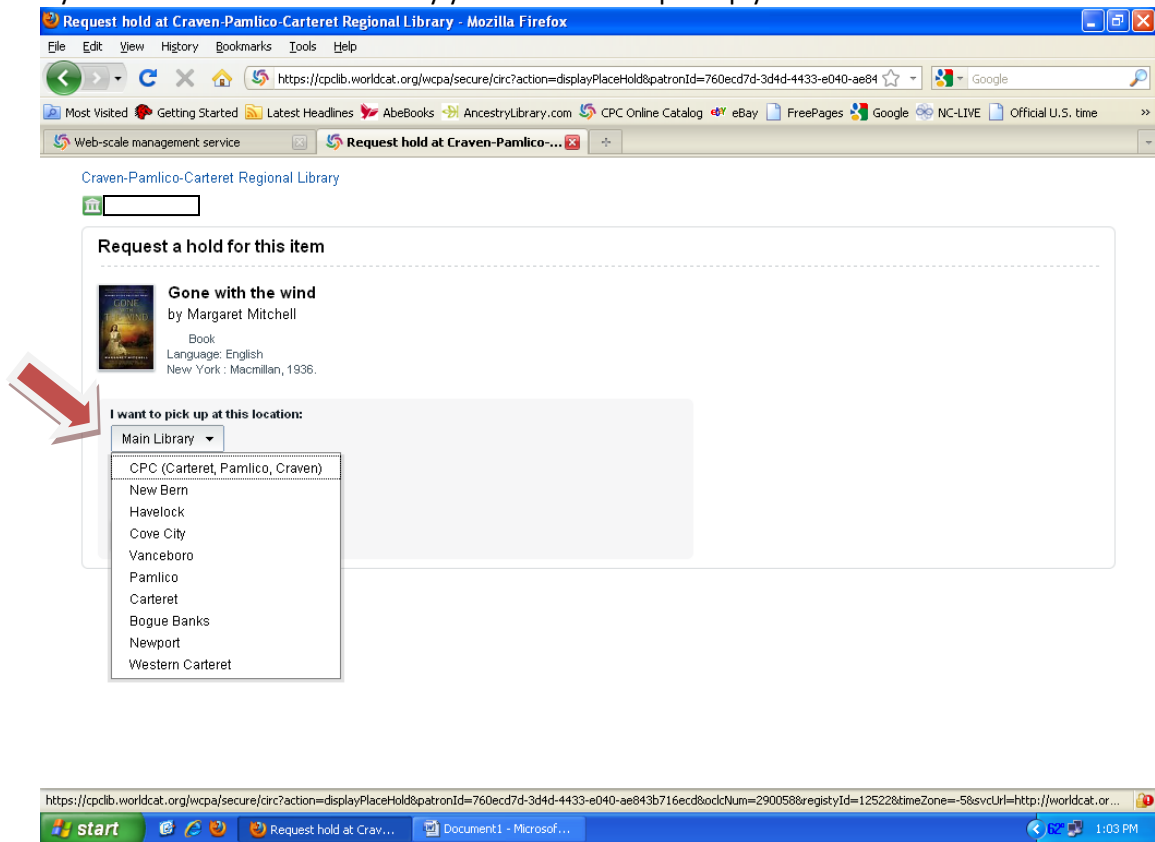 Request hold at Craven-Pamlico-Carteret Regional Library - Mozilla Firefox
File Edit View History Bookmarks Tools Help
https://cpclib.worldcat.org/wcpa/secure/circ?action=displayPlaceHold&patronId=760ecd7d-3d4d-4433-e040-ae84 Google
Most Visited Getting Started Latest Headlines AbeBooks AncestryLibrary.com CPC Online Catalog eBay FreePages Google NC-LIVE Official U.S. time »
Web-scale management service Request hold at Craven-Pamlico-...
Craven-Pamlico-Carteret Regional Library
Request a hold for this item
GONE
Gone with the wind
by Margaret Mitchell
Book
Language: English
New York : Macmillan, 1936.
I want to pick up at this location:
Main Library
CPC (Carteret, Pamlico, Craven)
New Bern
Havelock
Cove City
Vanceboro
Pamlico
Carteret
Bogue Banks
Newport
Western Carteret
https://cpclib.worldcat.org/wcpa/secure/circ?action=displayPlaceHold&patronId=760ecd7d-3d4d-4433-e040-ae843b716ecd&oclcNum=290058&registyId=12522&timeZone=-5&svcUrl=http://worldcat.or...
start Request hold at Crav... Document1 - Microsof... 62° 1:03 PM